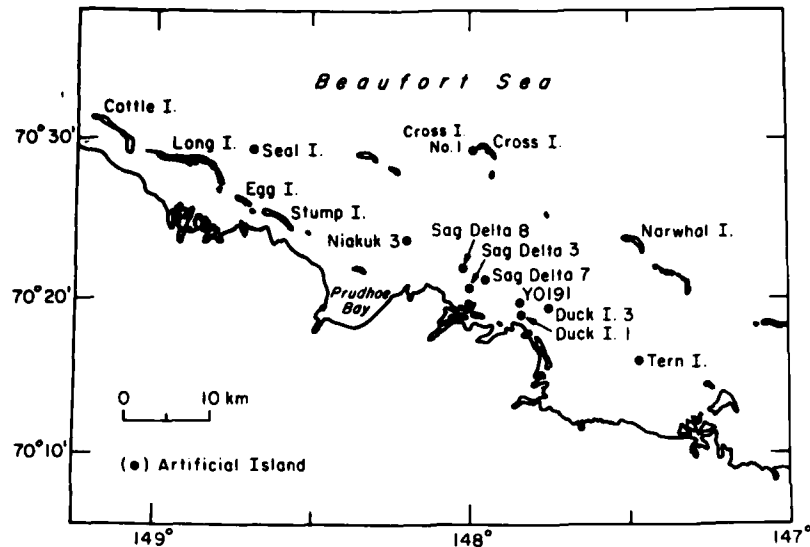 Beaufort Sea
Cottle I.
70°30'
Long I.
Seal I.
Cross I.
No. 1
Cross I.
Egg I.
Stump I.
Niakuk 3
Sag Delta 8
Sag Delta 3
Narwhal I.
Sag Delta 7
70°20'
Prudhoe
Bay
YO191
Duck I. 3
Duck I. 1
Tern I.
0 10 km
70°10'
(●) Artificial Island
149° 148° 147°